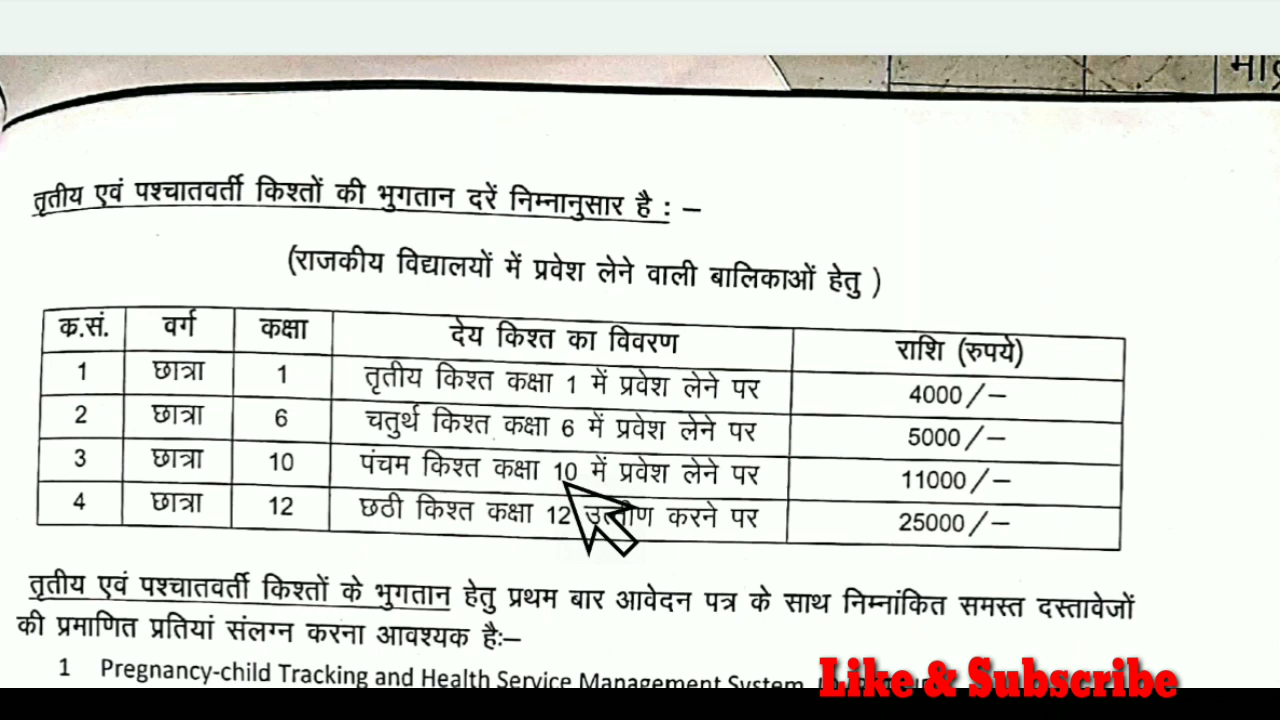 मा
तृतीय एवं पश्चातवर्ती किश्तों की भुगतान दरें निम्नानुसार है : –
(राजकीय विद्यालयों में प्रवेश लेने वाली बालिकाओं हेतु )
क.सं. वर्ग कक्षा देय किश्त का विवरण राशि (रुपये)
1 छात्रा 1 तृतीय किश्त कक्षा 1 में प्रवेश लेने पर 4000/–
2 छात्रा 6 चतुर्थ किश्त कक्षा 6 में प्रवेश लेने पर 5000/–
3 छात्रा 10 पंचम किश्त कक्षा 10 में प्रवेश लेने पर 11000/–
4 छात्रा 12 छठी किश्त कक्षा 12 करने पर 25000/–
तृतीय एवं पश्चातवर्ती किश्तों के भुगतान हेतु प्रथम बार आवेदन पत्र के साथ निम्नांकित समस्त दस्तावेजों
की प्रमाणित प्रतियां संलग्न करना आवश्यक हैः–
1 Pregnancy-child Tracking and Health Service Management System
Like & Subscribe